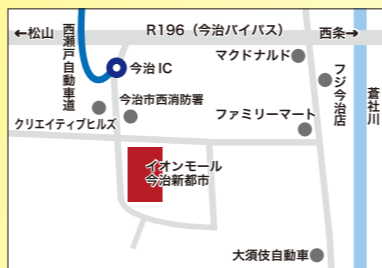 ←松山
R196（今治バイパス）
西条→
西瀬戸自動車道
今治IC
マクドナルド
フジ今治店
蒼社川
今治市西消防署
クリエイティブヒルズ
ファミリーマート
イオンモール
今治新都市
大須伎自動車